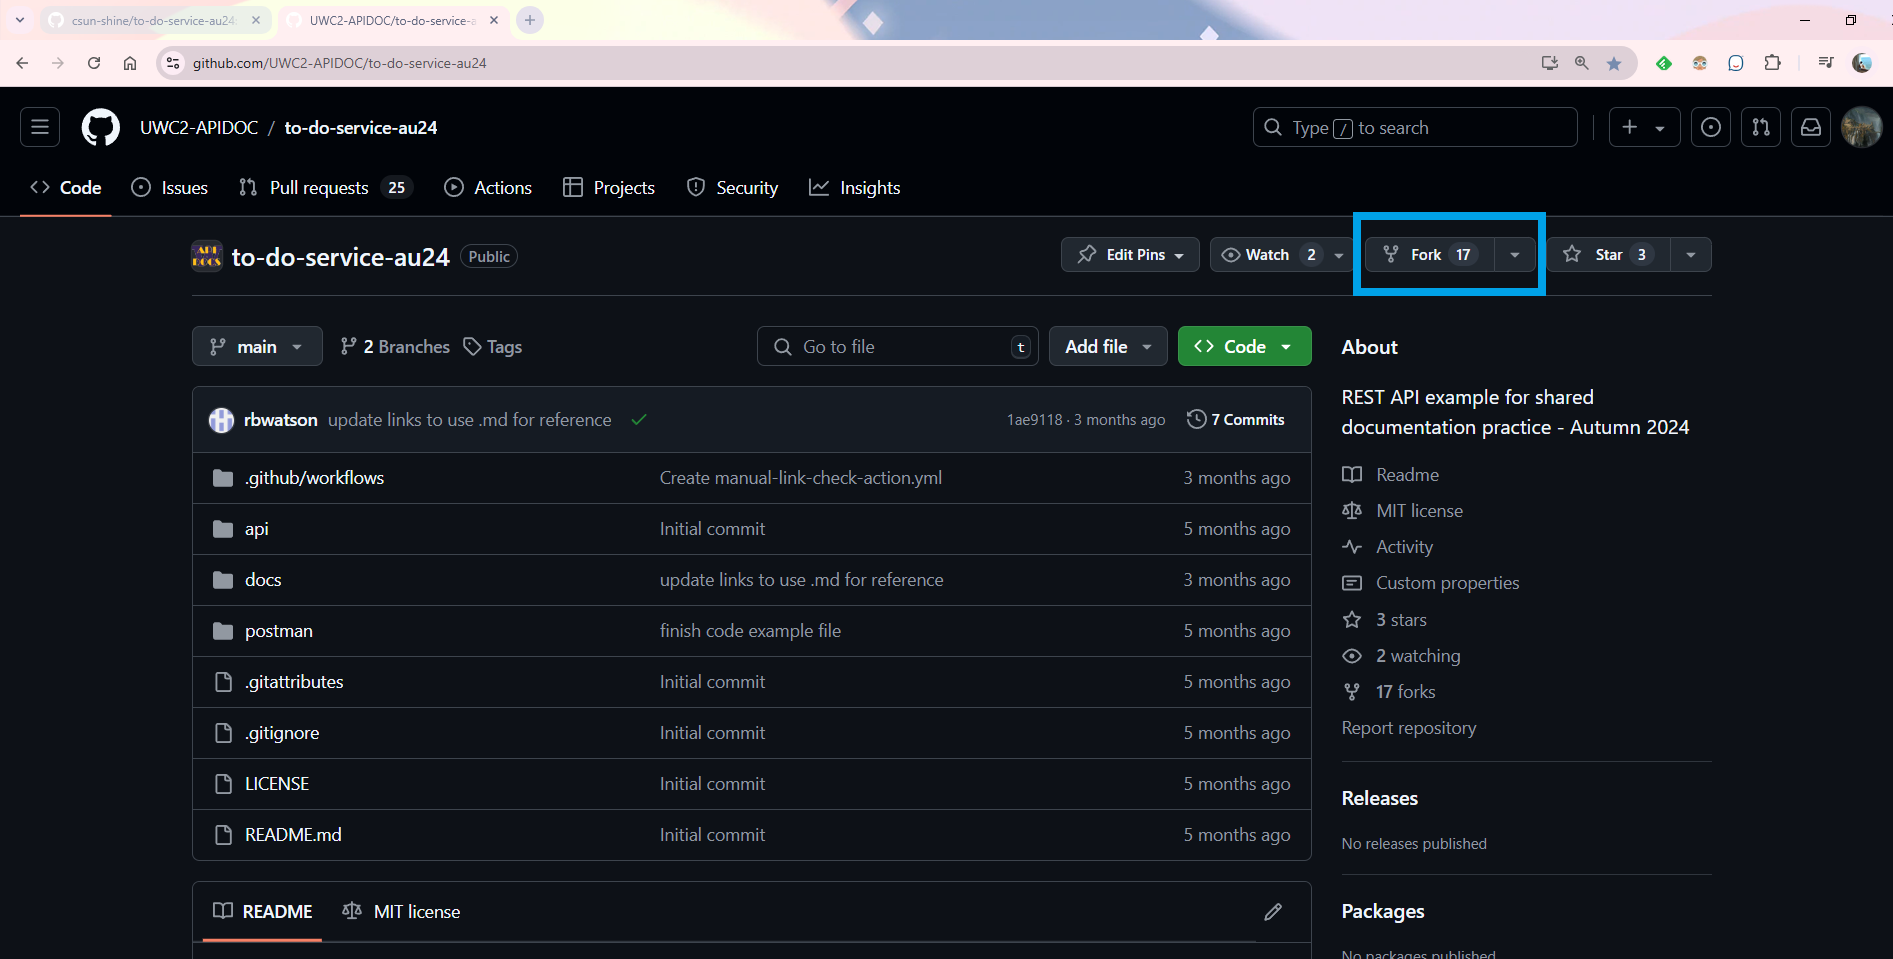 csun-shine/to-do-service-au24
UWC2-APIDOC/to-do-service-a
github.com/UWC2-APIDOC/to-do-service-au24
UWC2-APIDOC / to-do-service-au24
Type / to search
Code
Issues
Pull requests 25
Actions
Projects
Security
Insights
API DOCS
to-do-service-au24 Public
Edit Pins
Watch 2
Fork 17
Star 3
main
2 Branches
Tags
Go to file t
Add file
Code
rbwatson update links to use .md for reference 1ae9118 · 3 months ago 7 Commits
.github/workflows Create manual-link-check-action.yml 3 months ago
api Initial commit 5 months ago
docs update links to use .md for reference 3 months ago
postman finish code example file 5 months ago
.gitattributes Initial commit 5 months ago
.gitignore Initial commit 5 months ago
LICENSE Initial commit 5 months ago
README.md Initial commit 5 months ago
README
MIT license
About
REST API example for shared
documentation practice - Autumn 2024
Readme
MIT license
Activity
Custom properties
3 stars
2 watching
17 forks
Report repository
Releases
No releases published
Packages
No packages published